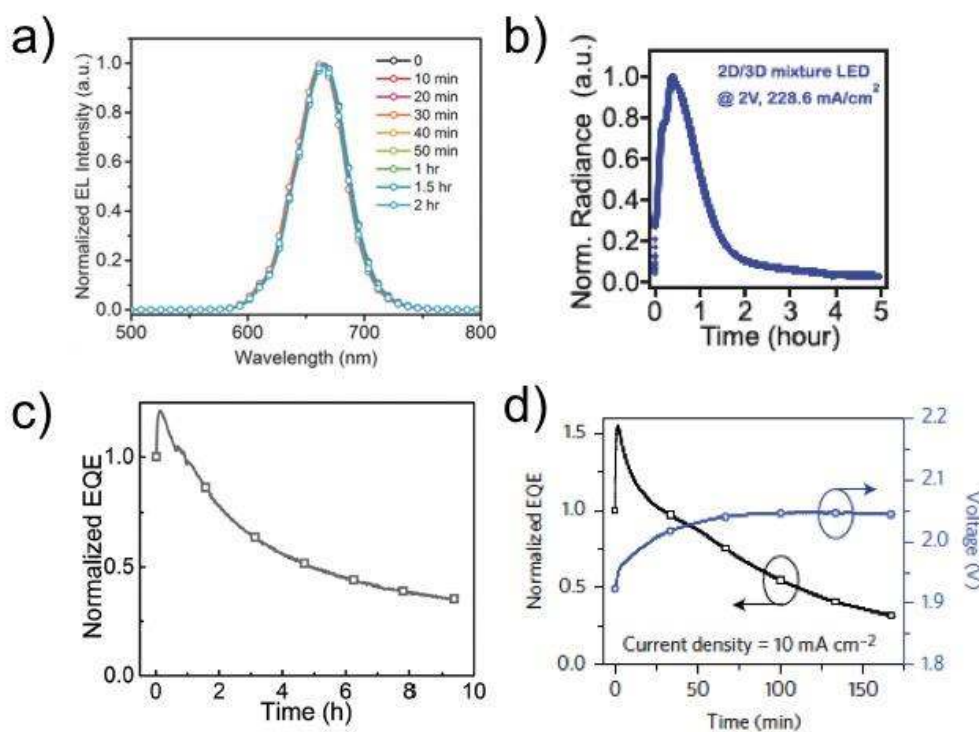 a)
Normalized EL Intensity (a.u.)
1.0
0.8
0.6
0.4
0.2
0.0
500
600
700
800
Wavelength (nm)
0
10 min
20 min
30 min
40 min
50 min
1 hr
1.5 hr
2 hr
b)
Norm. Radiance (a.u.)
1.0
0.8
0.6
0.4
0.2
0.0
2D/3D mixture LED
@ 2V, 228.6 mA/cm²
0 1 2 3 4 5
Time (hour)
c)
Normalized EQE
1.0
0.5
0.0
0 2 4 6 8 10
Time (h)
d)
Normalized EQE
1.5
1.0
0.5
0.0
Current density = 10 mA cm⁻²
0 50 100 150
Time (min)
2.2
2.1
2.0
1.9
1.8
Voltage (V)